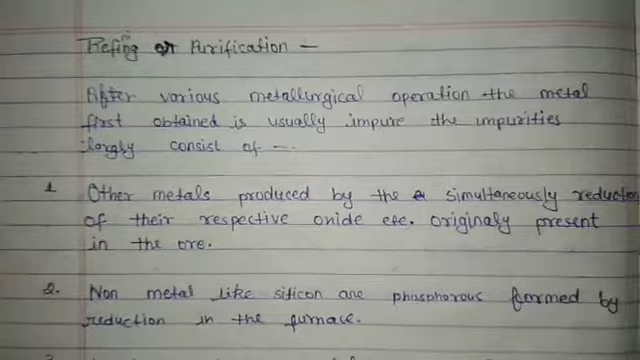 Refing or Purification –
After various metallurgical operation the metal
first obtained is usually impure the impurities
largly consist of –
1 Other metals produced by the simultaneously reduction
of their respective oxide etc. originaly present
in the ore.
2. Non metal like silicon are phosphorous formed by
reduction in the furnace.